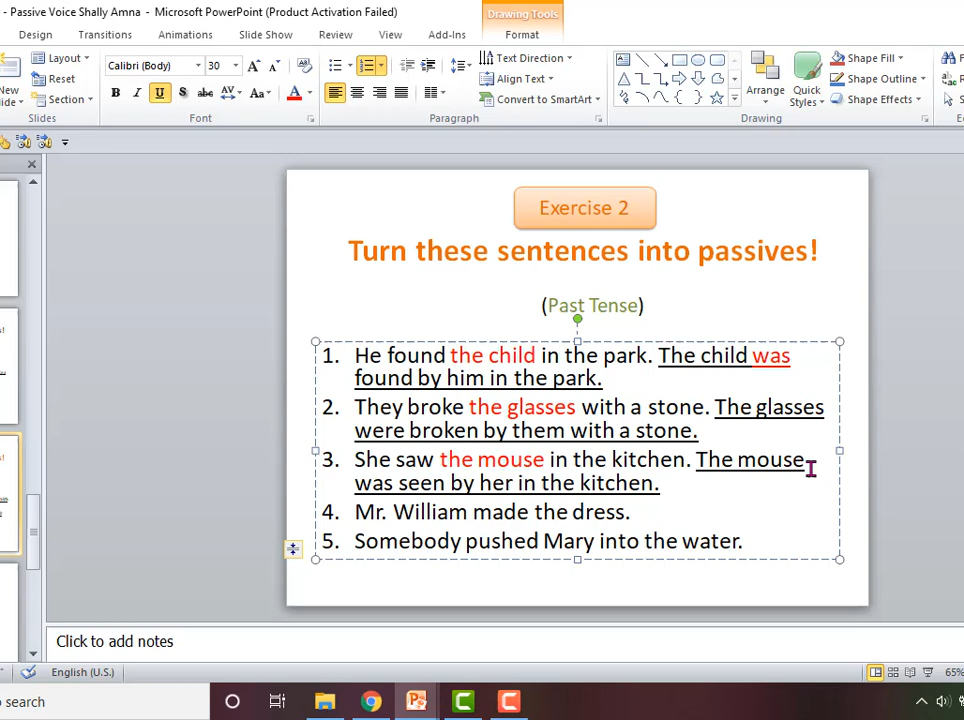 - Passive Voice Shally Amna - Microsoft PowerPoint (Product Activation Failed)
Drawing Tools
Design Transitions Animations Slide Show Review View Add-Ins Format
Layout Calibri (Body) 30 Text Direction Shape Fill
New Reset Align Text Arrange Quick Shape Outline
Section Convert to SmartArt Styles Shape Effects
Slides Font Paragraph Drawing
Exercise 2
Turn these sentences into passives!
(Past Tense)
1. He found the child in the park. The child was
found by him in the park.
2. They broke the glasses with a stone. The glasses
were broken by them with a stone.
3. She saw the mouse in the kitchen. The mouse
was seen by her in the kitchen.
4. Mr. William made the dress.
5. Somebody pushed Mary into the water.
Click to add notes
English (U.S.) 65%
to search